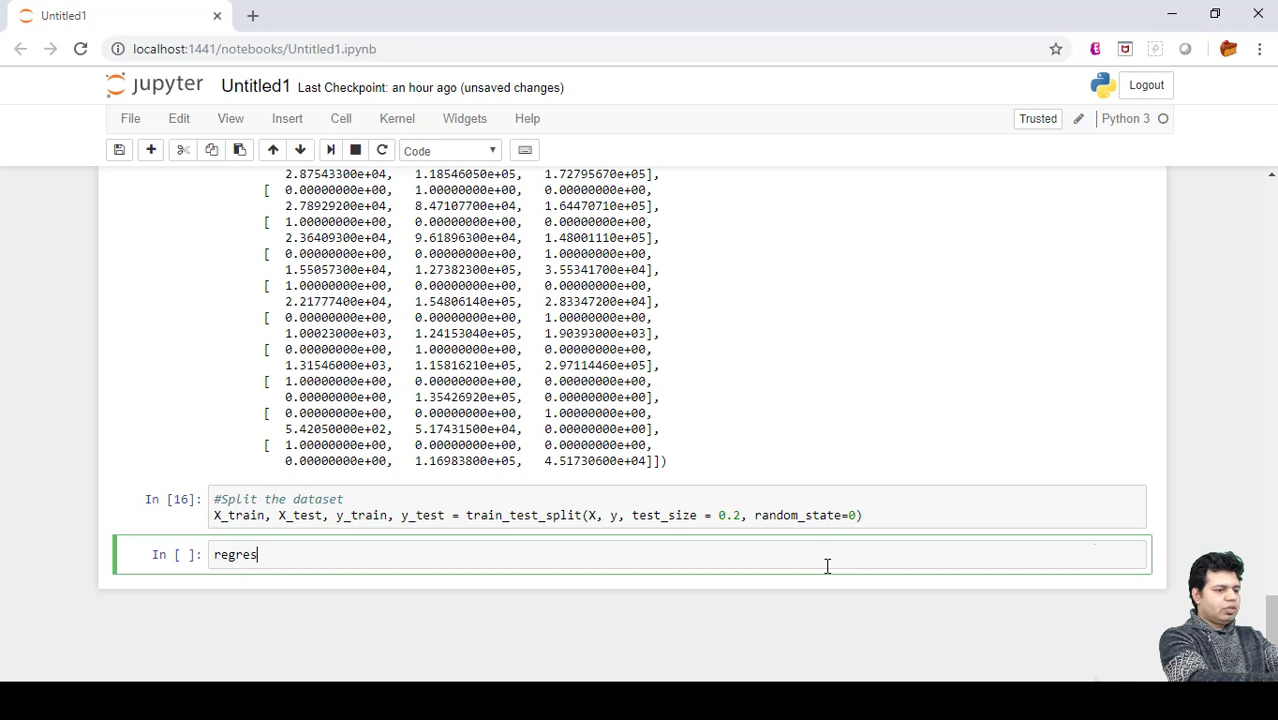 Untitled1
localhost:1441/notebooks/Untitled1.ipynb
jupyter Untitled1 Last Checkpoint: an hour ago (unsaved changes)
Logout
File Edit View Insert Cell Kernel Widgets Help
Trusted Python 3
Code
2.87543300e+04, 1.18546050e+05, 1.72795670e+05],
[ 0.00000000e+00, 1.00000000e+00, 0.00000000e+00,
2.78929200e+04, 8.47107700e+04, 1.64470710e+05],
[ 1.00000000e+00, 0.00000000e+00, 0.00000000e+00,
2.36409300e+04, 9.61896300e+04, 1.48001110e+05],
[ 0.00000000e+00, 0.00000000e+00, 1.00000000e+00,
1.55057300e+04, 1.27382300e+05, 3.55341700e+04],
[ 1.00000000e+00, 0.00000000e+00, 0.00000000e+00,
2.21777400e+04, 1.54806140e+05, 2.83347200e+04],
[ 0.00000000e+00, 0.00000000e+00, 1.00000000e+00,
1.00023000e+03, 1.24153040e+05, 1.90393000e+03],
[ 0.00000000e+00, 1.00000000e+00, 0.00000000e+00,
1.31546000e+03, 1.15816210e+05, 2.97114460e+05],
[ 1.00000000e+00, 0.00000000e+00, 0.00000000e+00,
0.00000000e+00, 1.35426920e+05, 0.00000000e+00],
[ 0.00000000e+00, 0.00000000e+00, 1.00000000e+00,
5.42050000e+02, 5.17431500e+04, 0.00000000e+00],
[ 1.00000000e+00, 0.00000000e+00, 0.00000000e+00,
0.00000000e+00, 1.16983800e+05, 4.51730600e+04]])
In [16]: #Split the dataset
X_train, X_test, y_train, y_test = train_test_split(X, y, test_size = 0.2, random_state=0)
In [ ]: regres